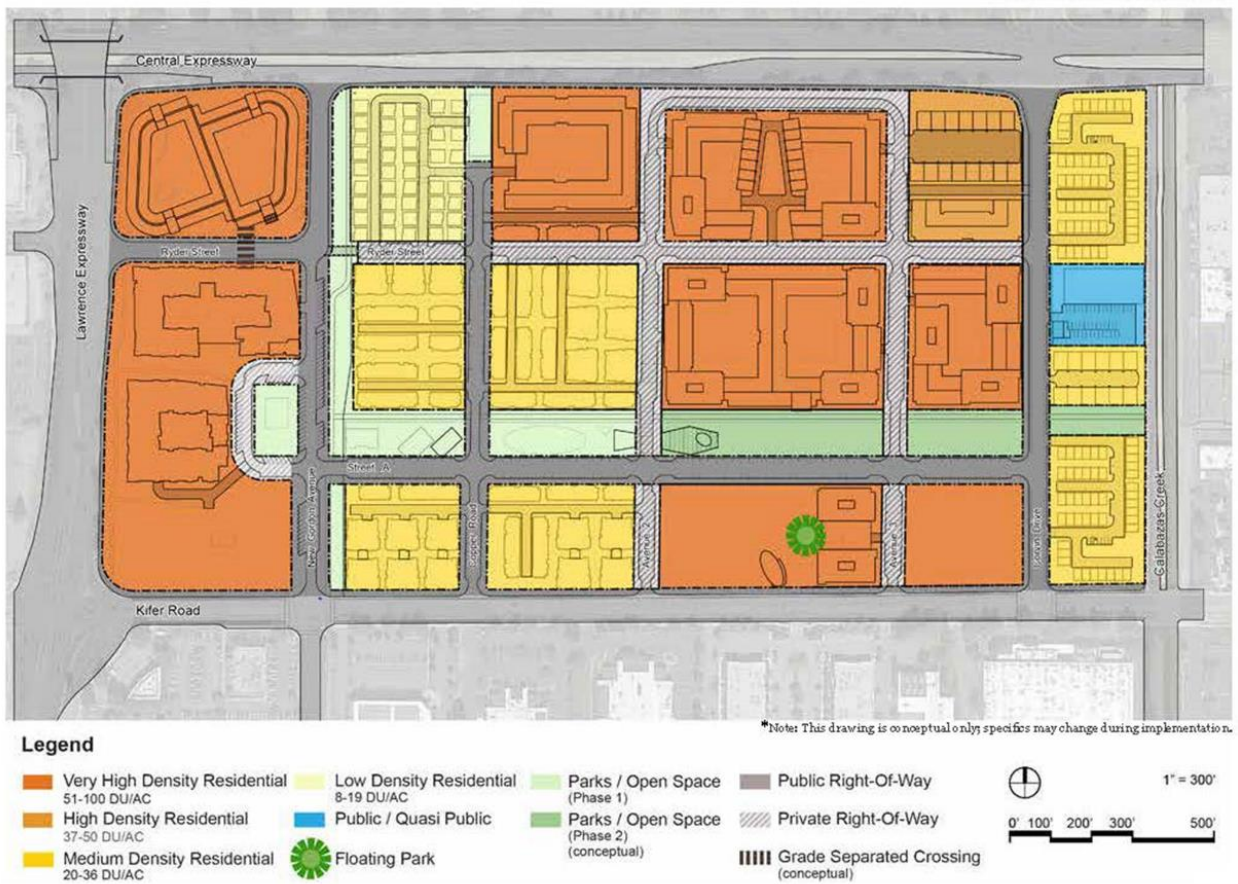 Central Expressway
Lawrence Expressway
Ryder Street
Ryder Street
Street A
New Gordon Avenue
Copper Road
Avenue 2
Avenue 1
Corvin Drive
Calabazas Creek
Kifer Road
*Note: This drawing is conceptual only; specifics may change during implementation.
Legend
Very High Density Residential
51-100 DU/AC
High Density Residential
37-50 DU/AC
Medium Density Residential
20-36 DU/AC
Low Density Residential
8-19 DU/AC
Public / Quasi Public
Floating Park
Parks / Open Space
(Phase 1)
Parks / Open Space
(Phase 2)
(conceptual)
Public Right-Of-Way
Private Right-Of-Way
Grade Separated Crossing
(conceptual)
1" = 300'
0' 100' 200' 300' 500'